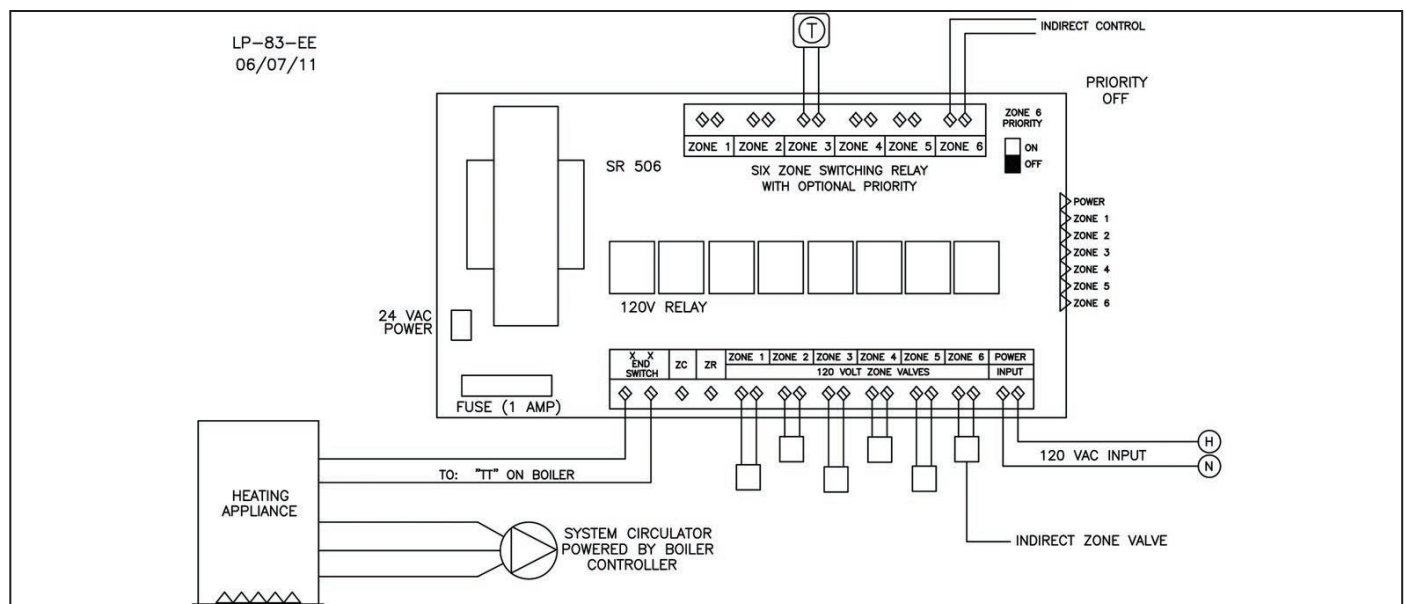 LP-83-EE
06/07/11
T
INDIRECT CONTROL
PRIORITY
OFF
ZONE 6
PRIORITY
ON
OFF
ZONE 1 ZONE 2 ZONE 3 ZONE 4 ZONE 5 ZONE 6
SR 506
SIX ZONE SWITCHING RELAY
WITH OPTIONAL PRIORITY
POWER
ZONE 1
ZONE 2
ZONE 3
ZONE 4
ZONE 5
ZONE 6
120V RELAY
24 VAC
POWER
X X
END
SWITCH
ZC
ZR
ZONE 1 ZONE 2 ZONE 3 ZONE 4 ZONE 5 ZONE 6
120 VOLT ZONE VALVES
POWER
INPUT
FUSE (1 AMP)
TO: "TT" ON BOILER
120 VAC INPUT
H
N
HEATING
APPLIANCE
SYSTEM CIRCULATOR
POWERED BY BOILER
CONTROLLER
INDIRECT ZONE VALVE